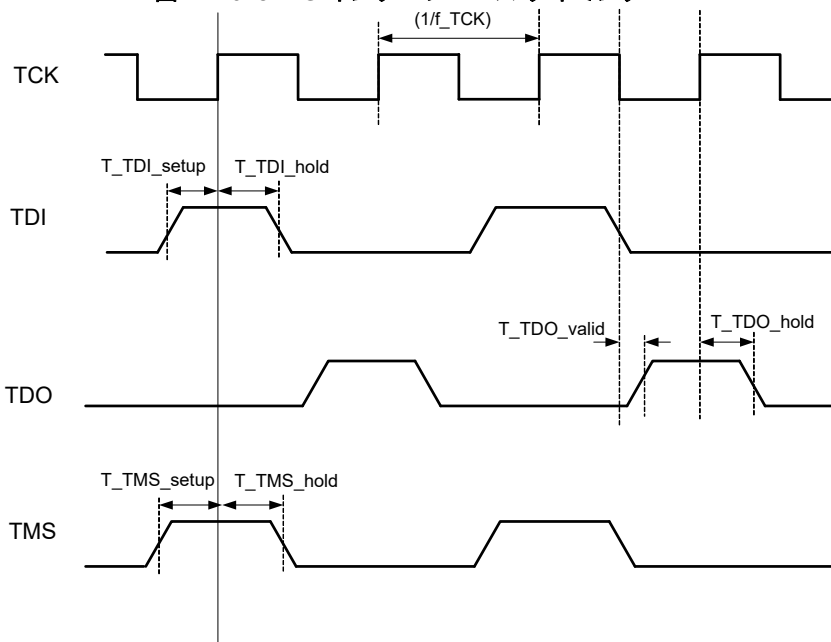 (1/f_TCK)
TCK
T_TDI_setup
T_TDI_hold
TDI
T_TDO_valid
T_TDO_hold
TDO
T_TMS_setup
T_TMS_hold
TMS